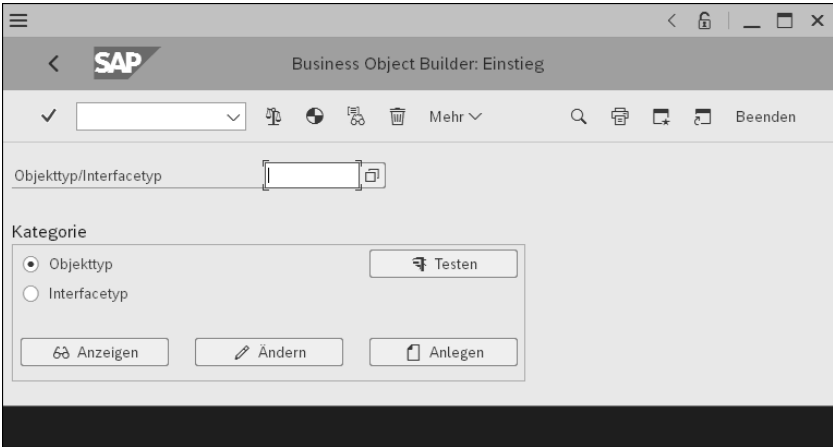 SAP
Business Object Builder: Einstieg
Mehr
Beenden
Objekttyp/Interfacetyp
Kategorie
Objekttyp
Testen
Interfacetyp
Anzeigen
Ändern
Anlegen